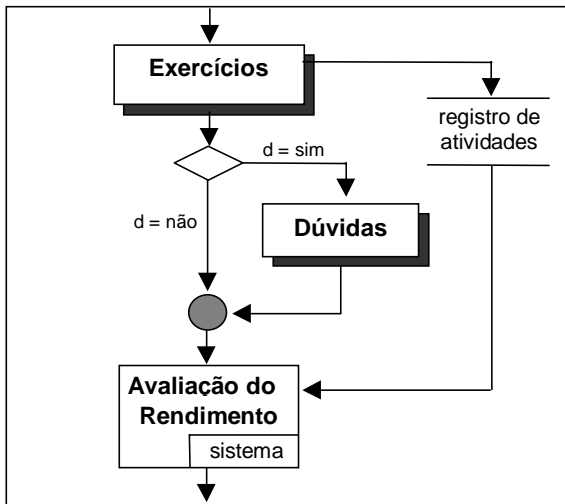 Exercícios
registro de
atividades
d = sim
d = não
Dúvidas
Avaliação do
Rendimento
sistema